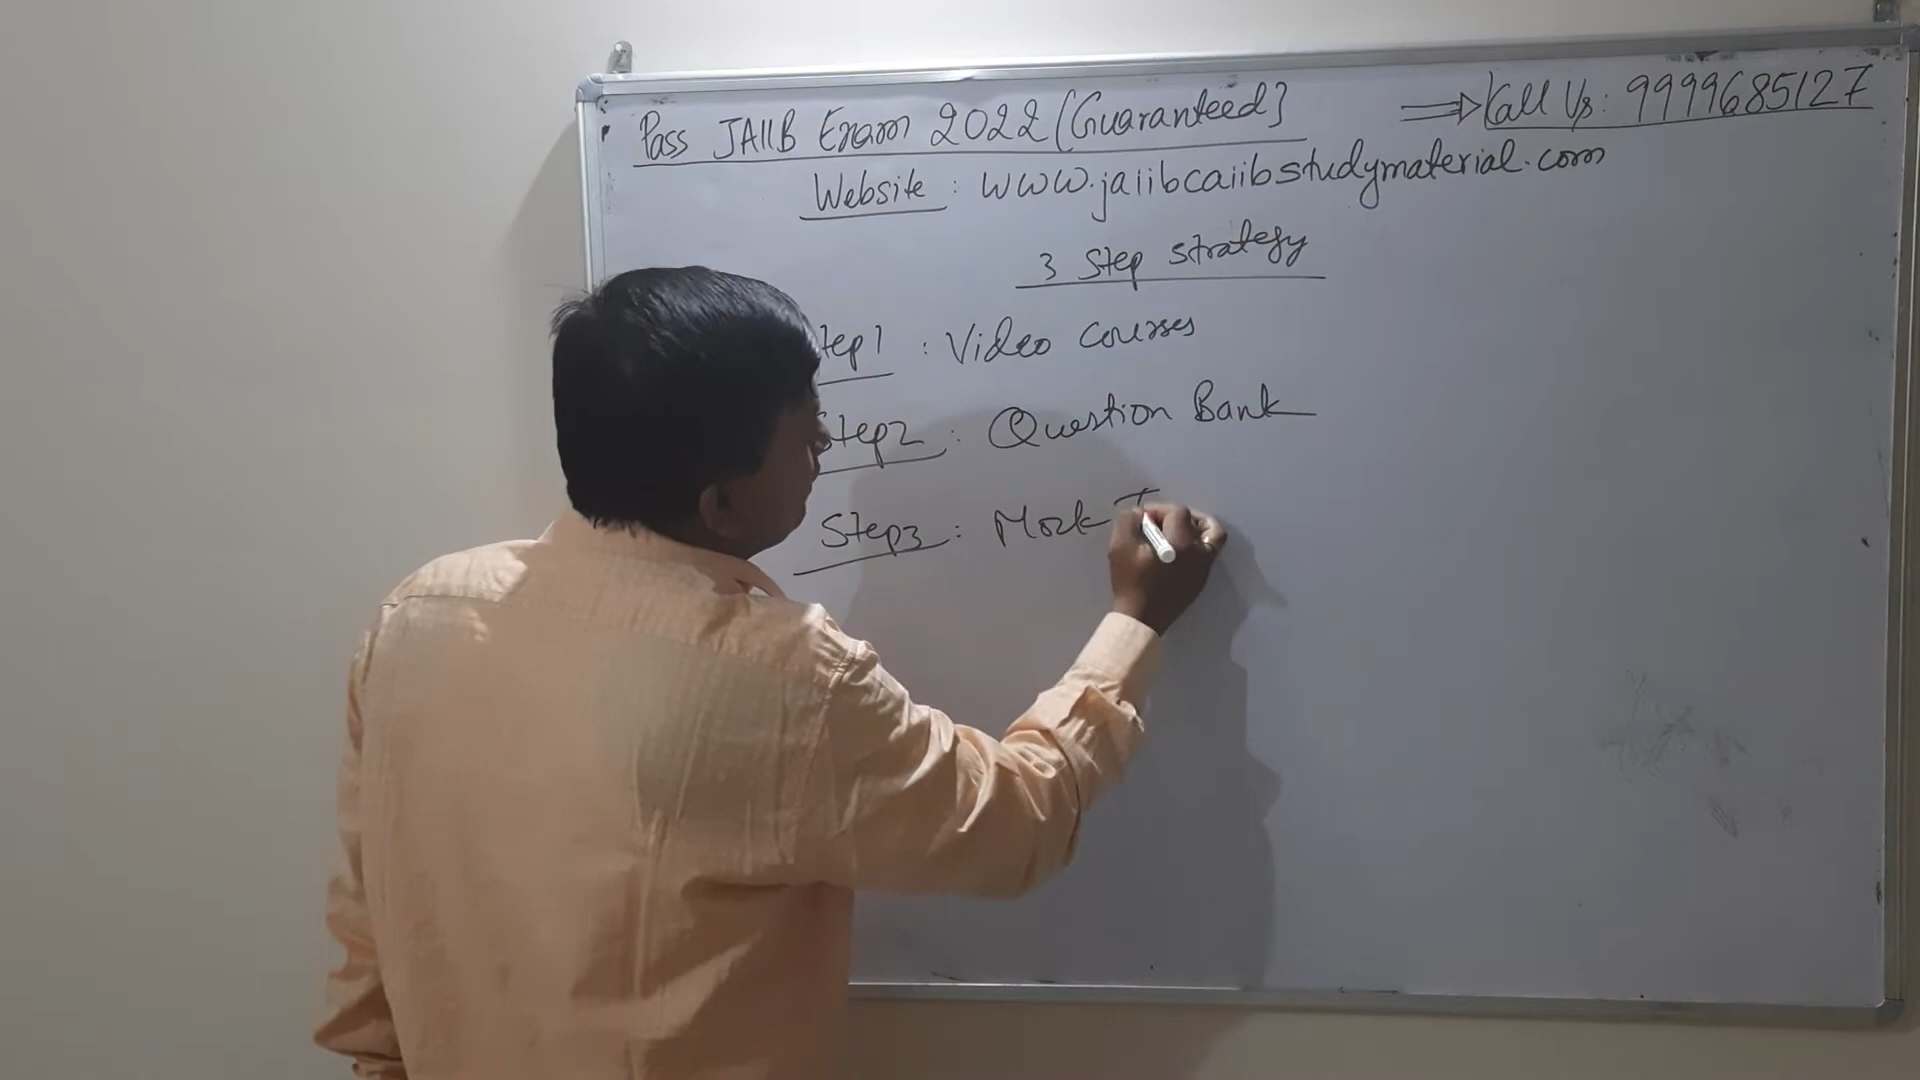 Pass JAIIB Exam 2022 (Guaranteed]
⇒ Call Us: 9999685127
Website : www.jaiibcaiibstudymaterial.com
3 Step strategy
tep1 : Video Courses
Step2 : Question Bank
Step3 : Mock T